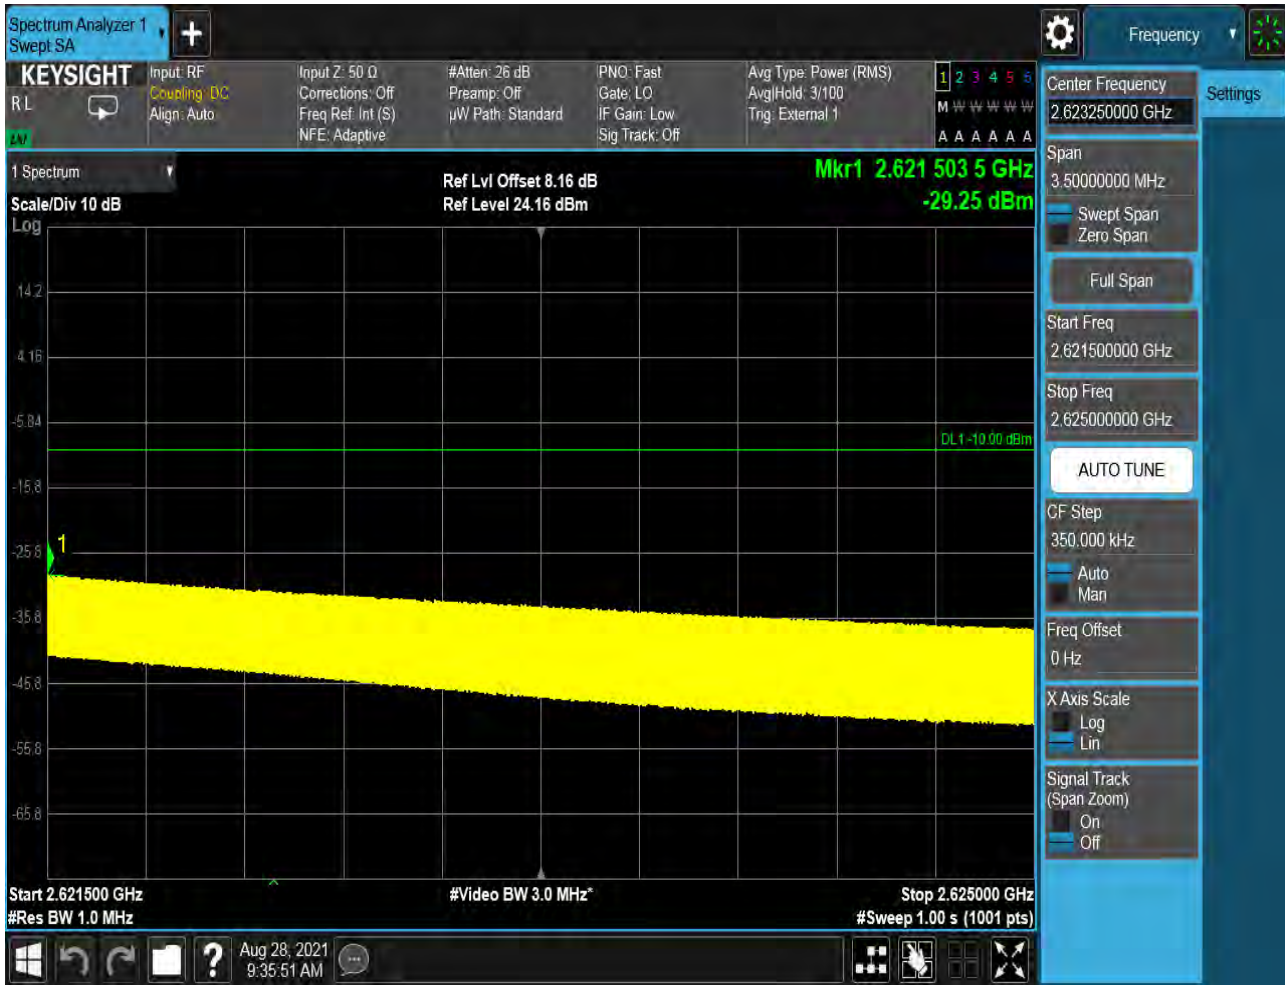 Spectrum Analyzer 1
Swept SA
Frequency
KEYSIGHT
R L
Input: RF
Coupling: DC
Align: Auto
Input Z: 50 Ω
Corrections: Off
Freq Ref: Int (S)
NFE: Adaptive
#Atten: 26 dB
Preamp: Off
µW Path: Standard
PNO: Fast
Gate: LO
IF Gain: Low
Sig Track: Off
Avg Type: Power (RMS)
Avg|Hold: 3/100
Trig: External 1
1 2 3 4 5 6
M W W W W W
A A A A A A
1 Spectrum
Scale/Div 10 dB
Log
Ref Lvl Offset 8.16 dB
Ref Level 24.16 dBm
Mkr1 2.621 503 5 GHz
-29.25 dBm
14.2
4.16
-5.84
DL1 -10.00 dBm
-15.8
1
-25.8
-35.8
-45.8
-55.8
-65.8
Start 2.621500 GHz
#Res BW 1.0 MHz
#Video BW 3.0 MHz*
Stop 2.625000 GHz
#Sweep 1.00 s (1001 pts)
Aug 28, 2021
9:35:51 AM
Center Frequency
2.623250000 GHz
Settings
Span
3.50000000 MHz
Swept Span
Zero Span
Full Span
Start Freq
2.621500000 GHz
Stop Freq
2.625000000 GHz
AUTO TUNE
CF Step
350.000 kHz
Auto
Man
Freq Offset
0 Hz
X Axis Scale
Log
Lin
Signal Track
(Span Zoom)
On
Off